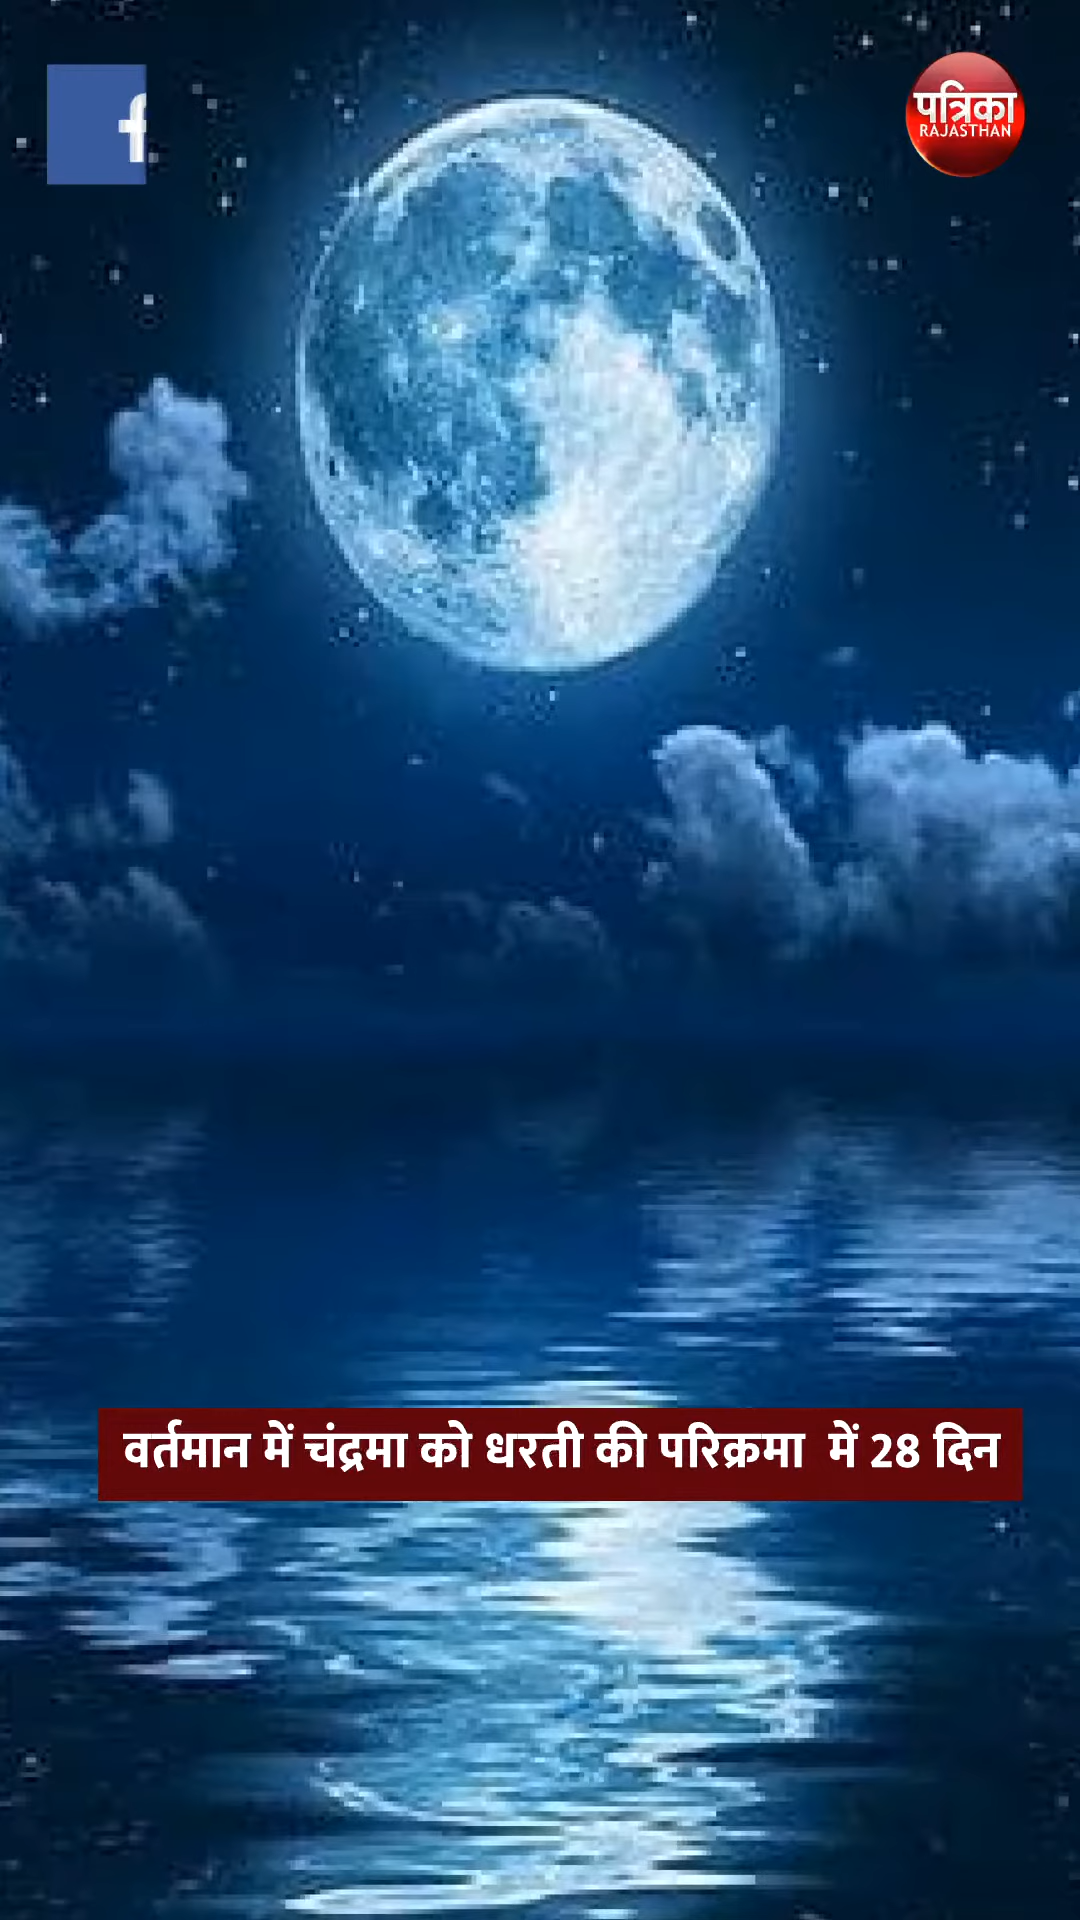 पत्रिका
RAJASTHAN
वर्तमान में चंद्रमा को धरती की परिक्रमा में 28 दिन